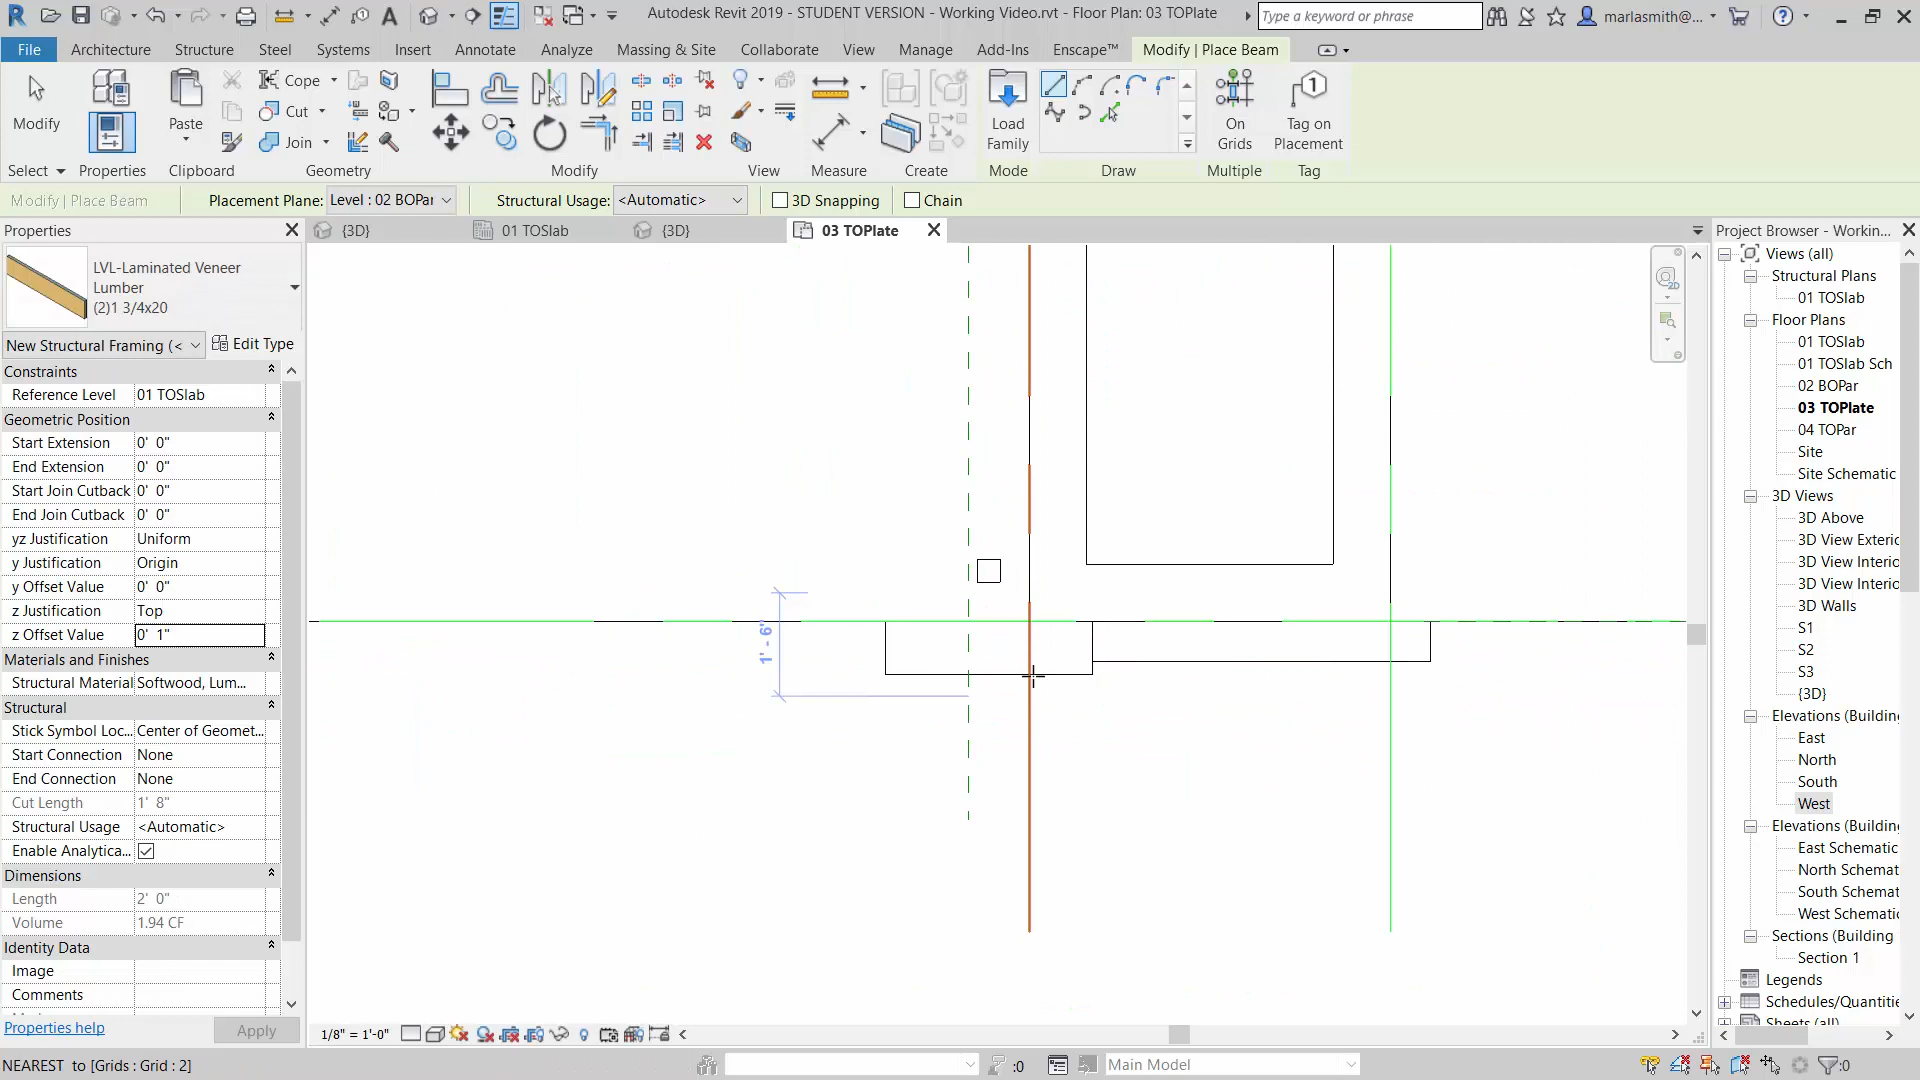 Autodesk Revit 2019 - STUDENT VERSION - Working Video.rvt - Floor Plan: 03 TOPlate
Type a keyword or phrase
marlasmith@...
File
Architecture
Structure
Steel
Systems
Insert
Annotate
Analyze
Massing & Site
Collaborate
View
Manage
Add-Ins
Enscape™
Modify | Place Beam
Modify
Paste
Cope
Cut
Join
Load
Family
On
Grids
Tag on
Placement
Select
Properties
Clipboard
Geometry
Modify
View
Measure
Create
Mode
Draw
Multiple
Tag
Modify | Place Beam
Placement Plane:
Level : 02 BOPar
Structural Usage:
<Automatic>
3D Snapping
Chain
Properties
{3D}
01 TOSlab
{3D}
03 TOPlate
Project Browser - Workin...
LVL-Laminated Veneer
Lumber
(2)1 3/4x20
New Structural Framing (<
Edit Type
Constraints
Reference Level 01 TOSlab
Geometric Position
Start Extension 0' 0"
End Extension 0' 0"
Start Join Cutback 0' 0"
End Join Cutback 0' 0"
yz Justification Uniform
y Justification Origin
y Offset Value 0' 0"
z Justification Top
z Offset Value 0' 1"
Materials and Finishes
Structural Material Softwood, Lum...
Structural
Stick Symbol Loc... Center of Geomet...
Start Connection None
End Connection None
Cut Length 1' 8"
Structural Usage <Automatic>
Enable Analytica...
Dimensions
Length 2' 0"
Volume 1.94 CF
Identity Data
Image
Comments
Properties help
Apply
1' - 6"
Views (all)
Structural Plans
01 TOSlab
Floor Plans
01 TOSlab
01 TOSlab Sch
02 BOPar
03 TOPlate
04 TOPar
Site
Site Schematic
3D Views
3D Above
3D View Exteric
3D View Interic
3D View Interic
3D Walls
S1
S2
S3
{3D}
Elevations (Buildin
East
North
South
West
Elevations (Buildin
East Schematic
North Schemat
South Schemat
West Schematic
Sections (Building
Section 1
Legends
Schedules/Quantitie
Sheets (all)
1/8" = 1'-0"
NEAREST to [Grids : Grid : 2]
:0
Main Model
:0